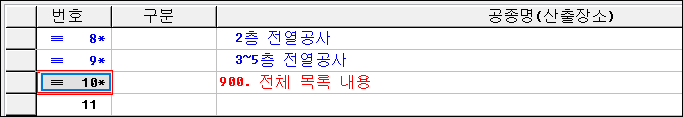 번호 구분 공종명(산출장소)
≡ 8* 2층 전열공사
≡ 9* 3~5층 전열공사
≡ 10* 900. 전체 목록 내용
11